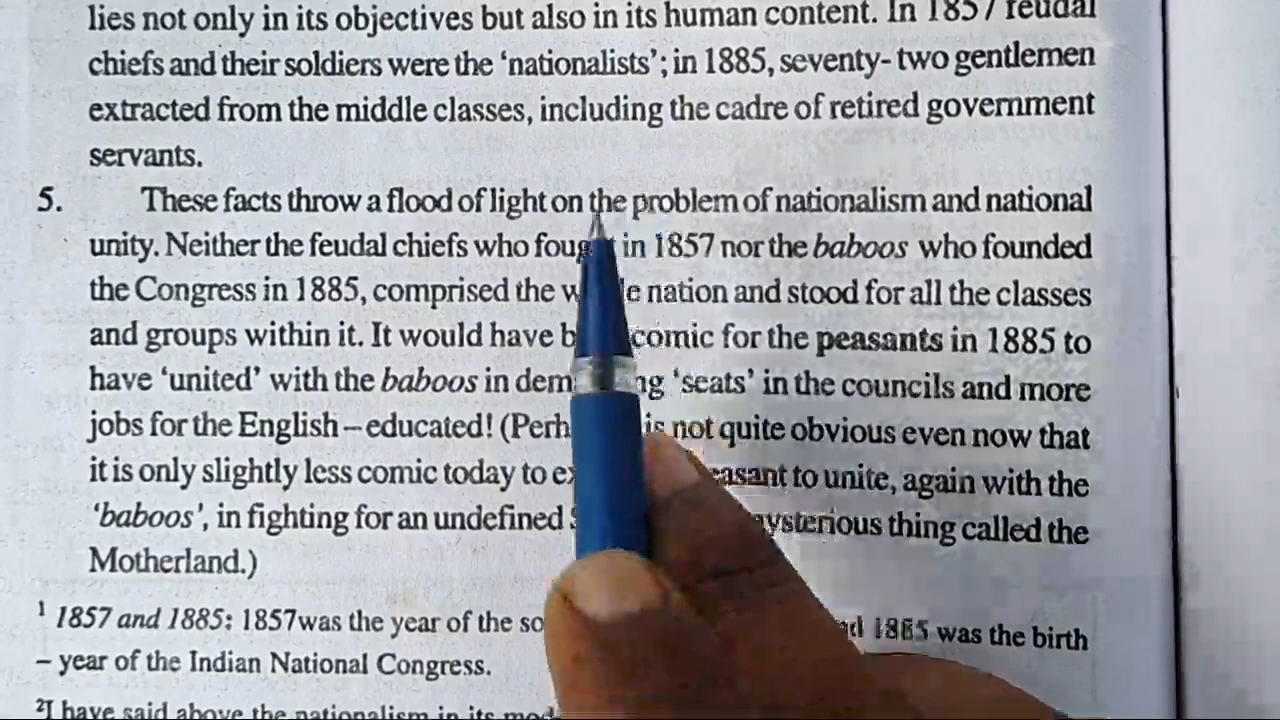 lies not only in its objectives but also in its human content. In 1857 feudal
chiefs and their soldiers were the ‘nationalists’; in 1885, seventy- two gentlemen
extracted from the middle classes, including the cadre of retired government
servants.
5. These facts throw a flood of light on the problem of nationalism and national
unity. Neither the feudal chiefs who in 1857 nor the baboos who founded
the Congress in 1885, comprised the nation and stood for all the classes
and groups within it. It would have comic for the peasants in 1885 to
have ‘united’ with the baboos in ‘seats’ in the councils and more
jobs for the English – educated! ( is not quite obvious even now that
it is only slightly less comic today to to unite, again with the
‘baboos’, in fighting for an undefined thing called the
Motherland.)
1 1857 and 1885: 1857was the year of the 1885 was the birth
– year of the Indian National Congress.
2I have said above the nationalism in its